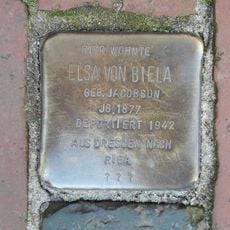 HIER WOHNTE
ELSA VON BIELA
GEB. JACOBSON
JG. 1877
DEPORTIERT 1942
AUS DRESDEN NACH
RIGA
? ? ?